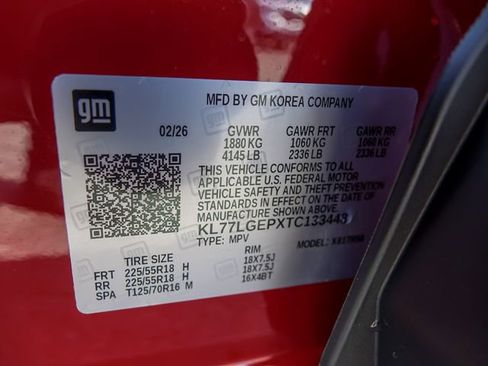 gm
MFD BY GM KOREA COMPANY
02/26 GVWR GAWR FRT GAWR RR
1880 KG 1060 KG 1060 KG
4145 LB 2336 LB 2336 LB
THIS VEHICLE CONFORMS TO ALL
APPLICABLE U.S. FEDERAL MOTOR
VEHICLE SAFETY AND THEFT PREVENTION
STANDARDS IN EFFECT ON THE DATE OF
MANUFACTURE SHOWN ABOVE.
KL77LGEPXTC133448
TYPE: MPV MODEL:
TIRE SIZE RIM
FRT 225/55R18 H 18X7.5J
RR 225/55R18 H 18X7.5J
SPA T125/70R16 M 16X4BT